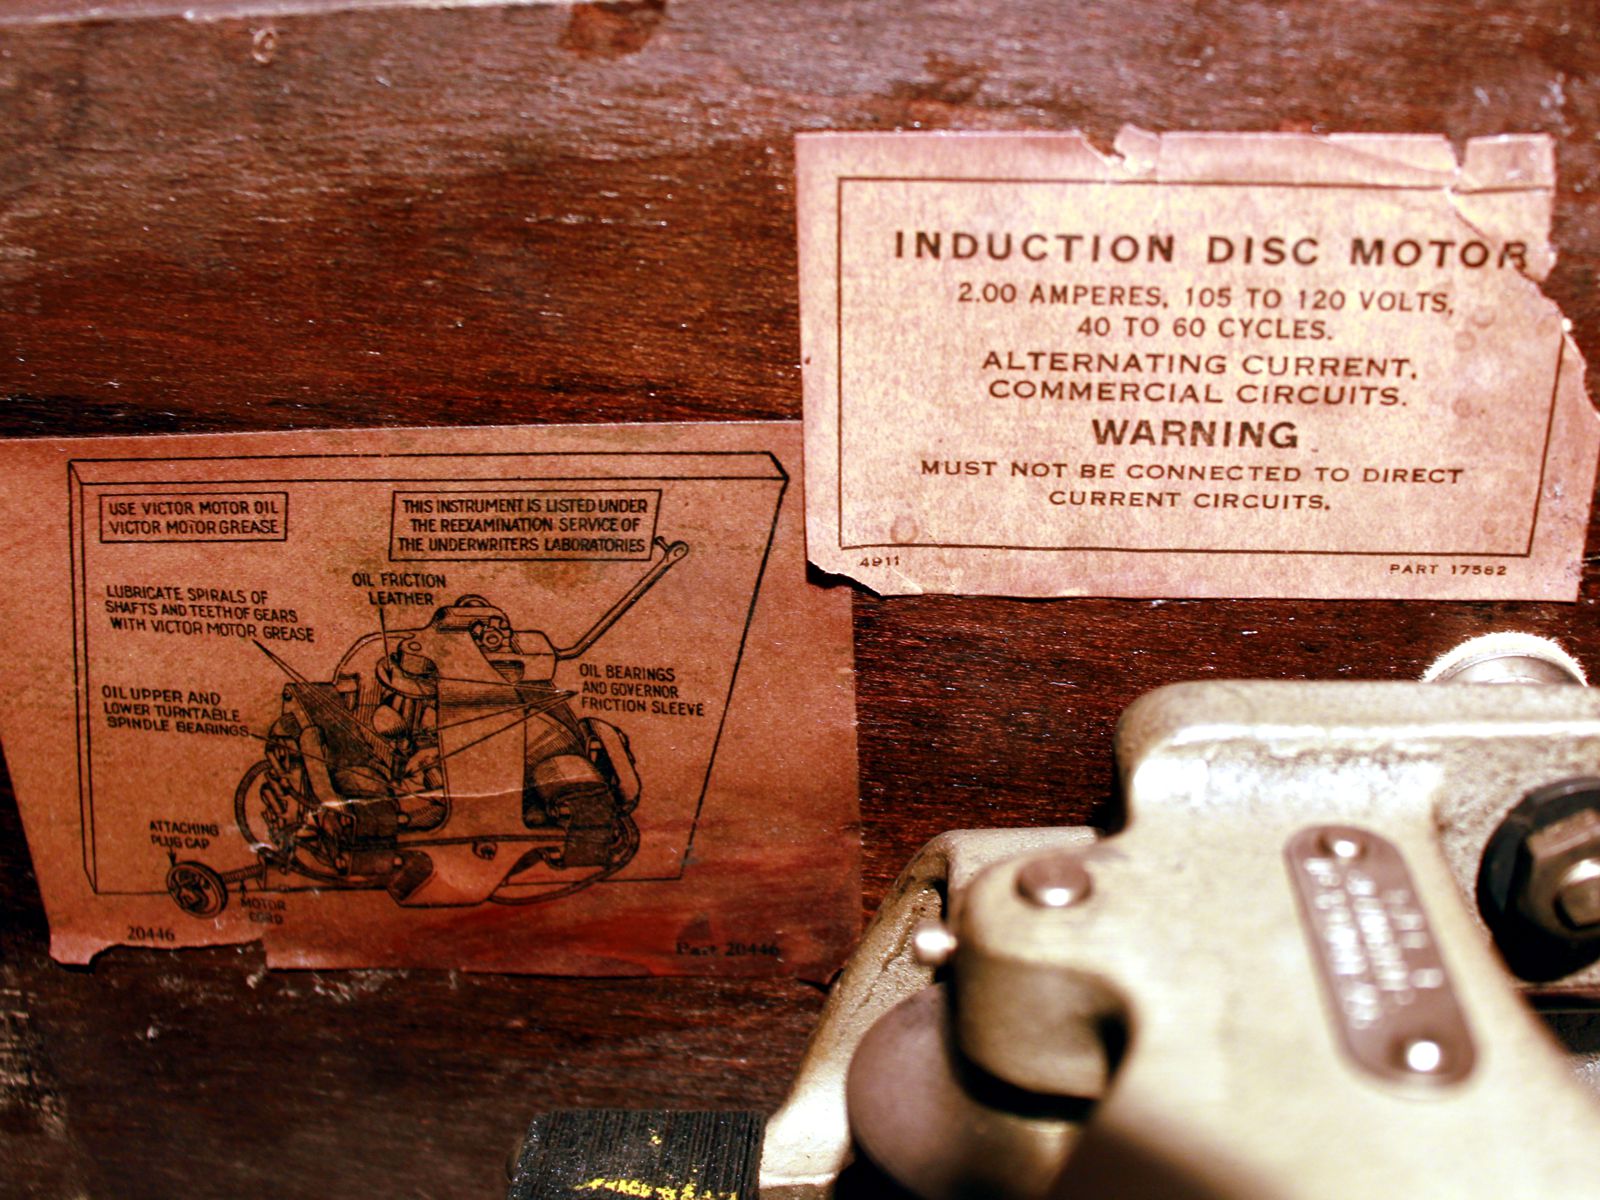 INDUCTION DISC MOTOR
2.00 AMPERES, 105 TO 120 VOLTS,
40 TO 60 CYCLES.
ALTERNATING CURRENT.
COMMERCIAL CIRCUITS.
WARNING
MUST NOT BE CONNECTED TO DIRECT
CURRENT CIRCUITS.
4911
PART 17582
USE VICTOR MOTOR OIL
VICTOR MOTOR GREASE
THIS INSTRUMENT IS LISTED UNDER
THE REEXAMINATION SERVICE OF
THE UNDERWRITERS LABORATORIES
LUBRICATE SPIRALS OF
SHAFTS AND TEETH OF GEARS
WITH VICTOR MOTOR GREASE
OIL FRICTION
LEATHER
OIL UPPER AND
LOWER TURNTABLE
SPINDLE BEARINGS
OIL BEARINGS
AND GOVERNOR
FRICTION SLEEVE
ATTACHING
PLUG CAP
MOTOR
CORD
20446
Part 20446